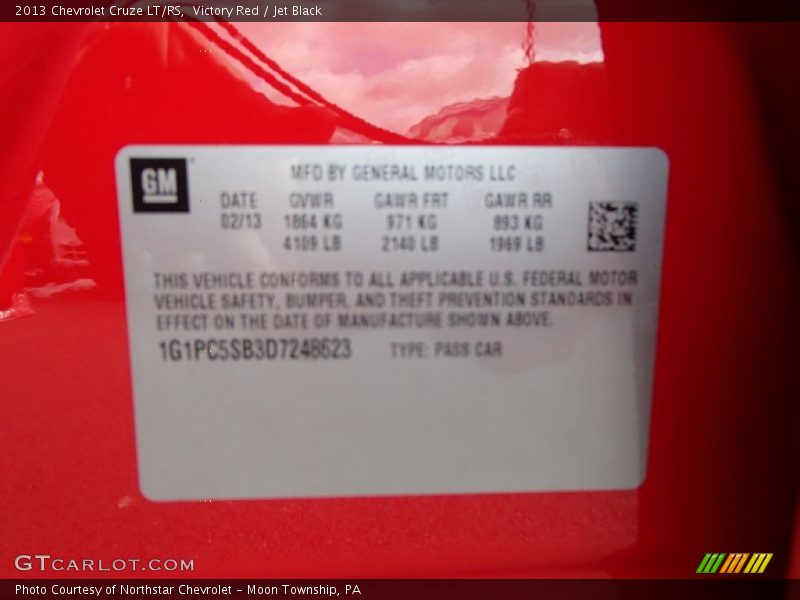 2013 Chevrolet Cruze LT/RS, Victory Red / Jet Black
GM
MFD BY GENERAL MOTORS LLC
DATE GVWR GAWR FRT GAWR RR
02/13 1864 KG 971 KG 893 KG
4109 LB 2140 LB 1969 LB
THIS VEHICLE CONFORMS TO ALL APPLICABLE U.S. FEDERAL MOTOR
VEHICLE SAFETY, BUMPER, AND THEFT PREVENTION STANDARDS IN
EFFECT ON THE DATE OF MANUFACTURE SHOWN ABOVE.
1G1PC5SB3D7248623 TYPE: PASS CAR
GTCARLOT.COM
Photo Courtesy of Northstar Chevrolet - Moon Township, PA